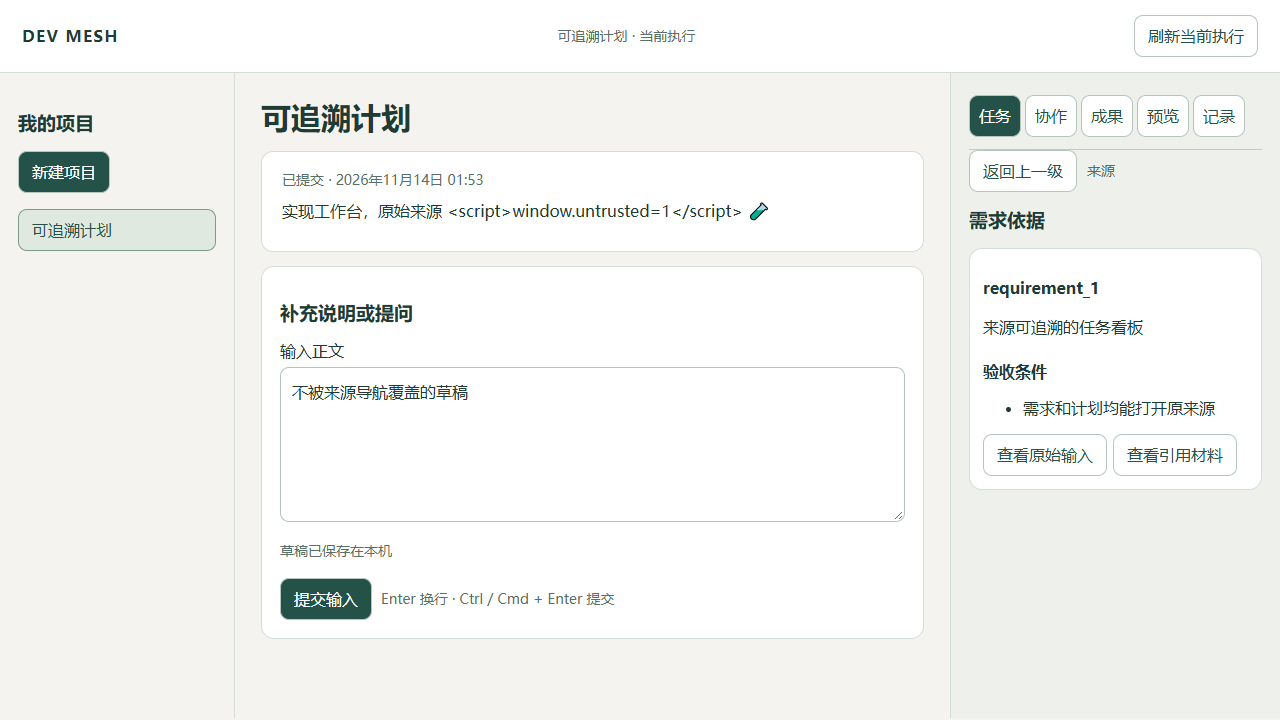 DEV MESH
可追溯计划 · 当前执行
刷新当前执行
我的项目
新建项目
可追溯计划
可追溯计划
已提交 · 2026年11月14日 01:53
实现工作台，原始来源 <script>window.untrusted=1</script> 🧪
补充说明或提问
输入正文
不被来源导航覆盖的草稿
草稿已保存在本机
提交输入
Enter 换行 · Ctrl / Cmd + Enter 提交
任务 协作 成果 预览 记录
返回上一级 来源
需求依据
requirement_1
来源可追溯的任务看板
验收条件
• 需求和计划均能打开原来源
查看原始输入 查看引用材料